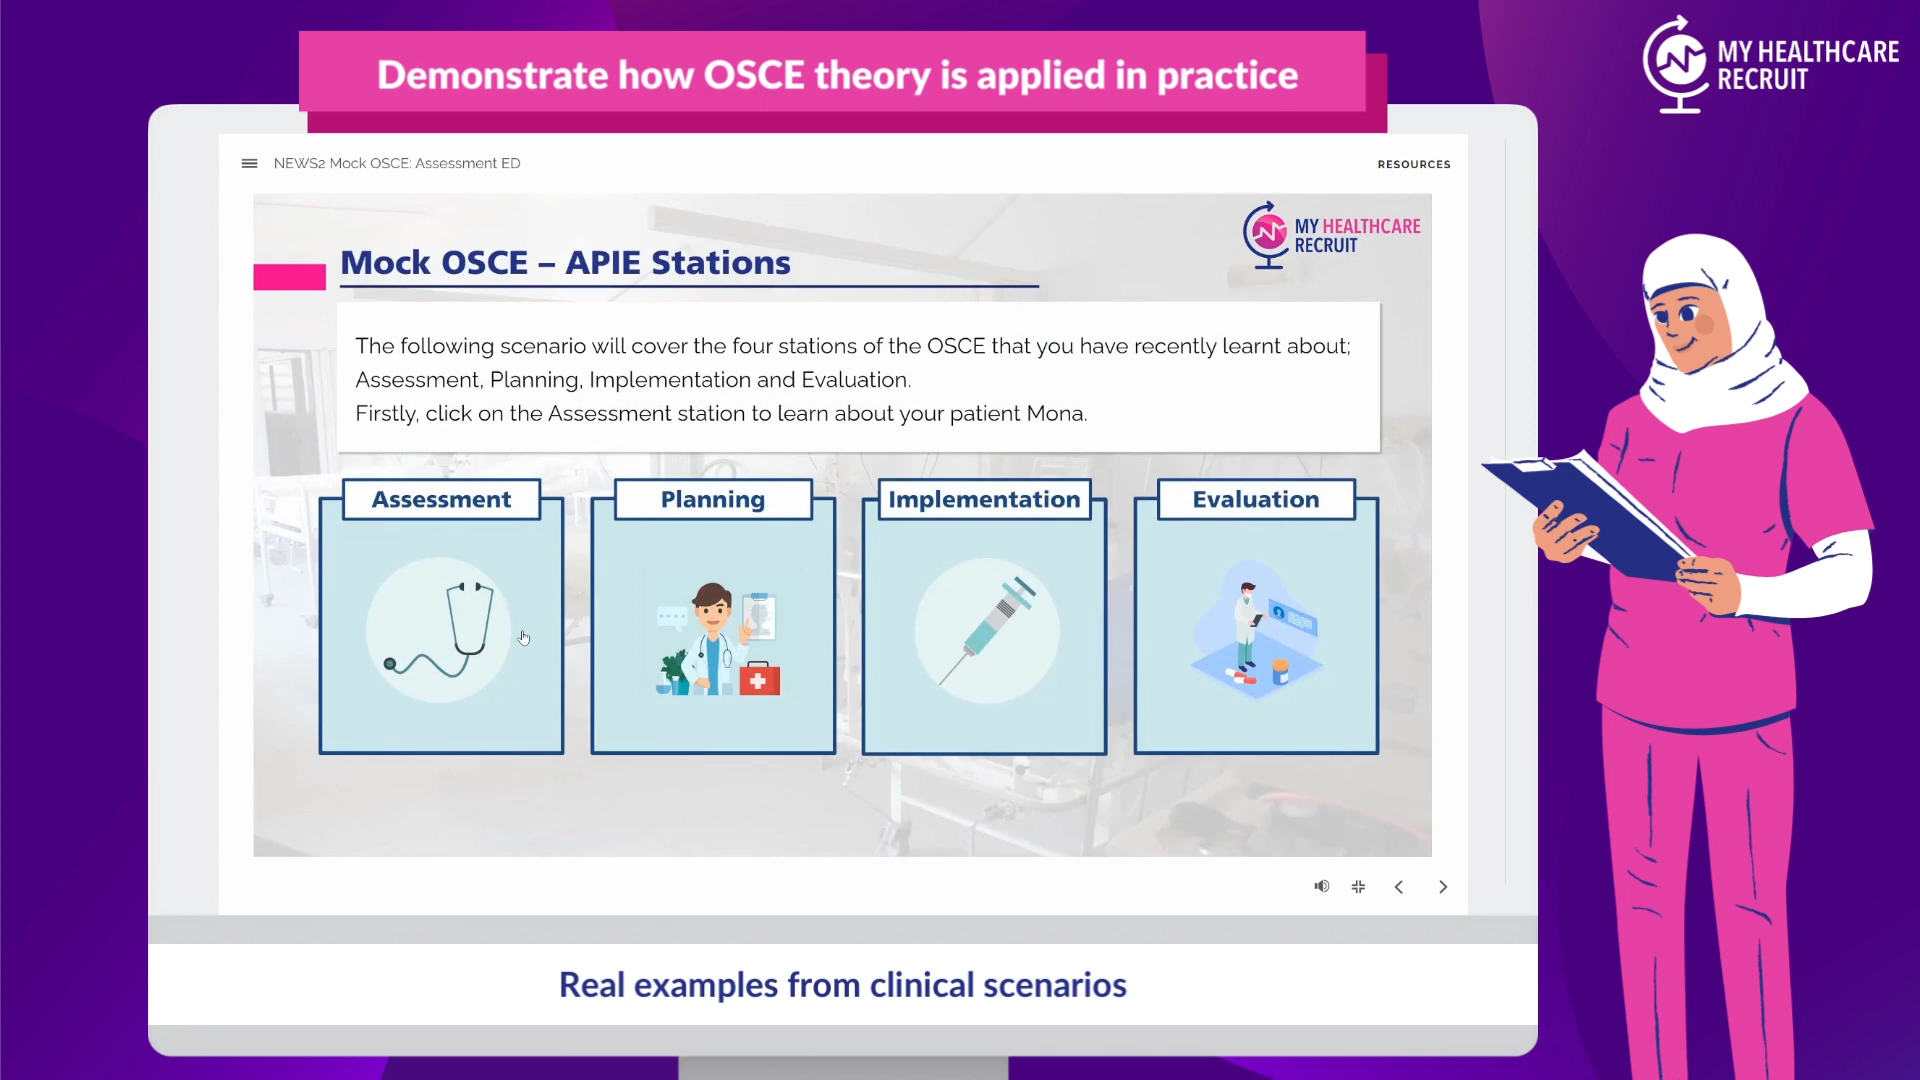 Demonstrate how OSCE theory is applied in practice
MY HEALTHCARE
RECRUIT
NEWS2 Mock OSCE: Assessment ED
RESOURCES
MY HEALTHCARE
RECRUIT
Mock OSCE – APIE Stations
The following scenario will cover the four stations of the OSCE that you have recently learnt about;
Assessment, Planning, Implementation and Evaluation.
Firstly, click on the Assessment station to learn about your patient Mona.
Assessment
Planning
Implementation
Evaluation
Real examples from clinical scenarios